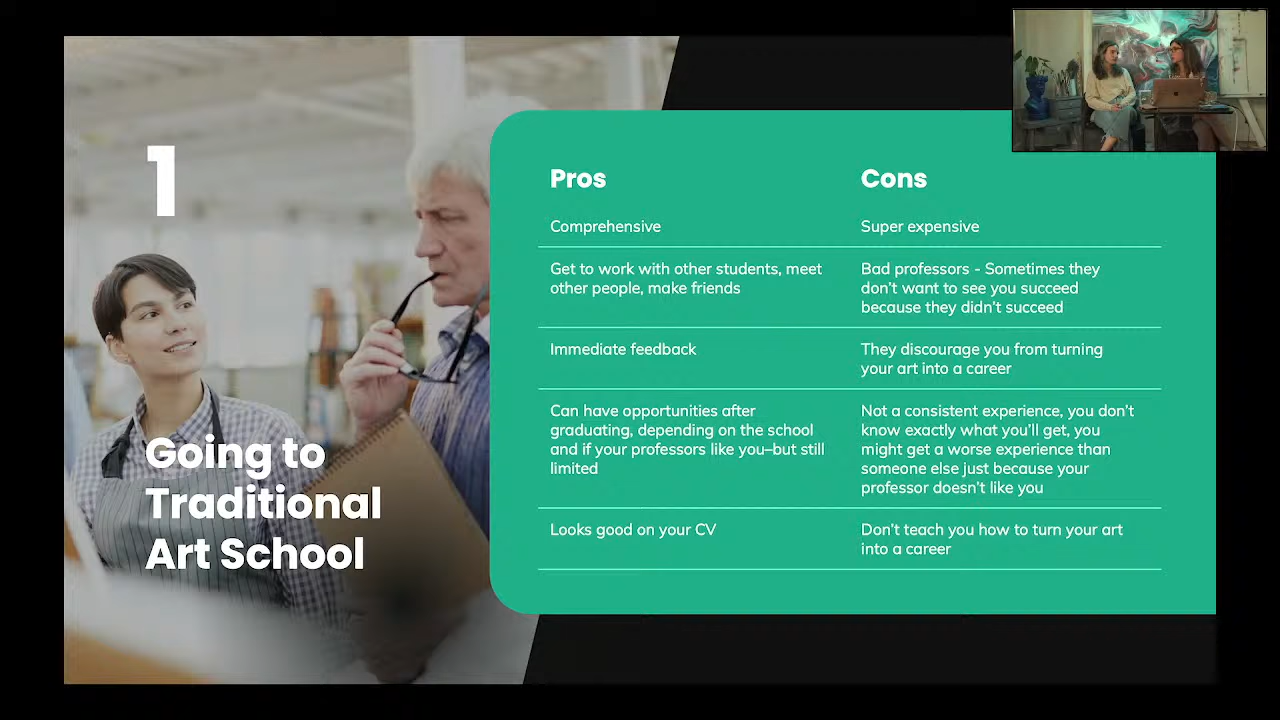 1
Going to
Traditional
Art School
Pros
Cons
Comprehensive
Super expensive
Get to work with other students, meet
other people, make friends
Bad professors - Sometimes they
don't want to see you succeed
because they didn't succeed
Immediate feedback
They discourage you from turning
your art into a career
Can have opportunities after
graduating, depending on the school
and if your professors like you–but still
limited
Not a consistent experience, you don't
know exactly what you'll get, you
might get a worse experience than
someone else just because your
professor doesn't like you
Looks good on your CV
Don't teach you how to turn your art
into a career